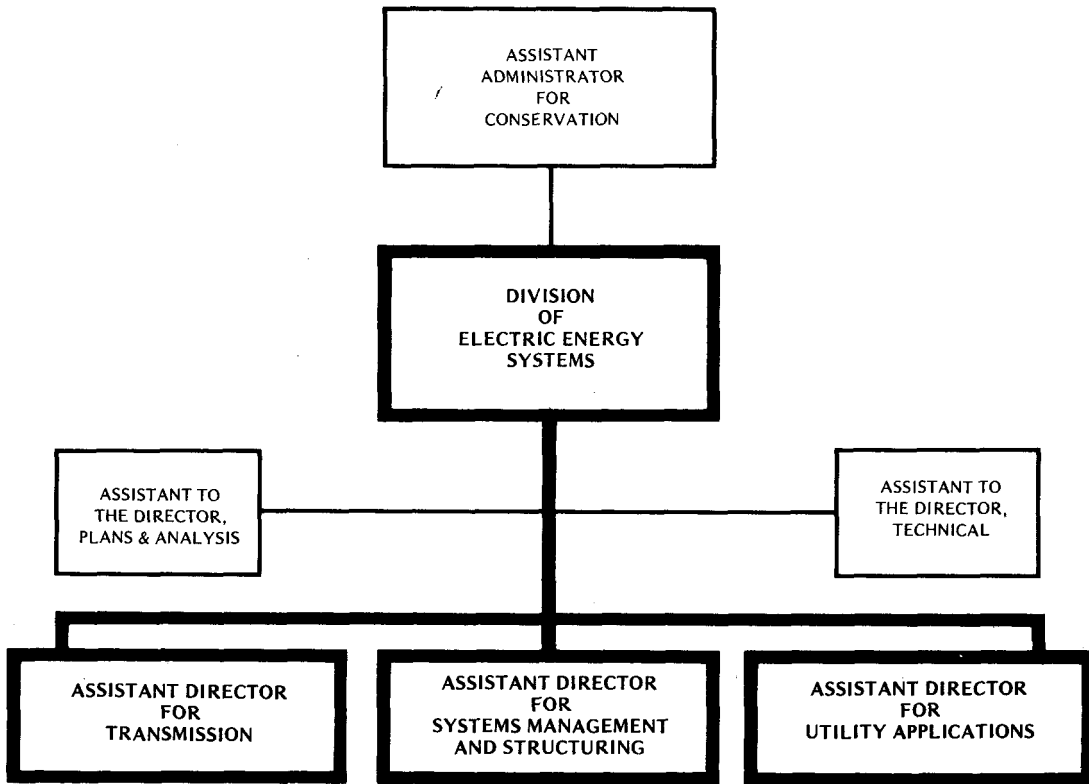 ASSISTANT
ADMINISTRATOR
FOR
CONSERVATION
DIVISION
OF
ELECTRIC ENERGY
SYSTEMS
ASSISTANT TO
THE DIRECTOR,
PLANS & ANALYSIS
ASSISTANT TO
THE DIRECTOR,
TECHNICAL
ASSISTANT DIRECTOR
FOR
TRANSMISSION
ASSISTANT DIRECTOR
FOR
SYSTEMS MANAGEMENT
AND STRUCTURING
ASSISTANT DIRECTOR
FOR
UTILITY APPLICATIONS